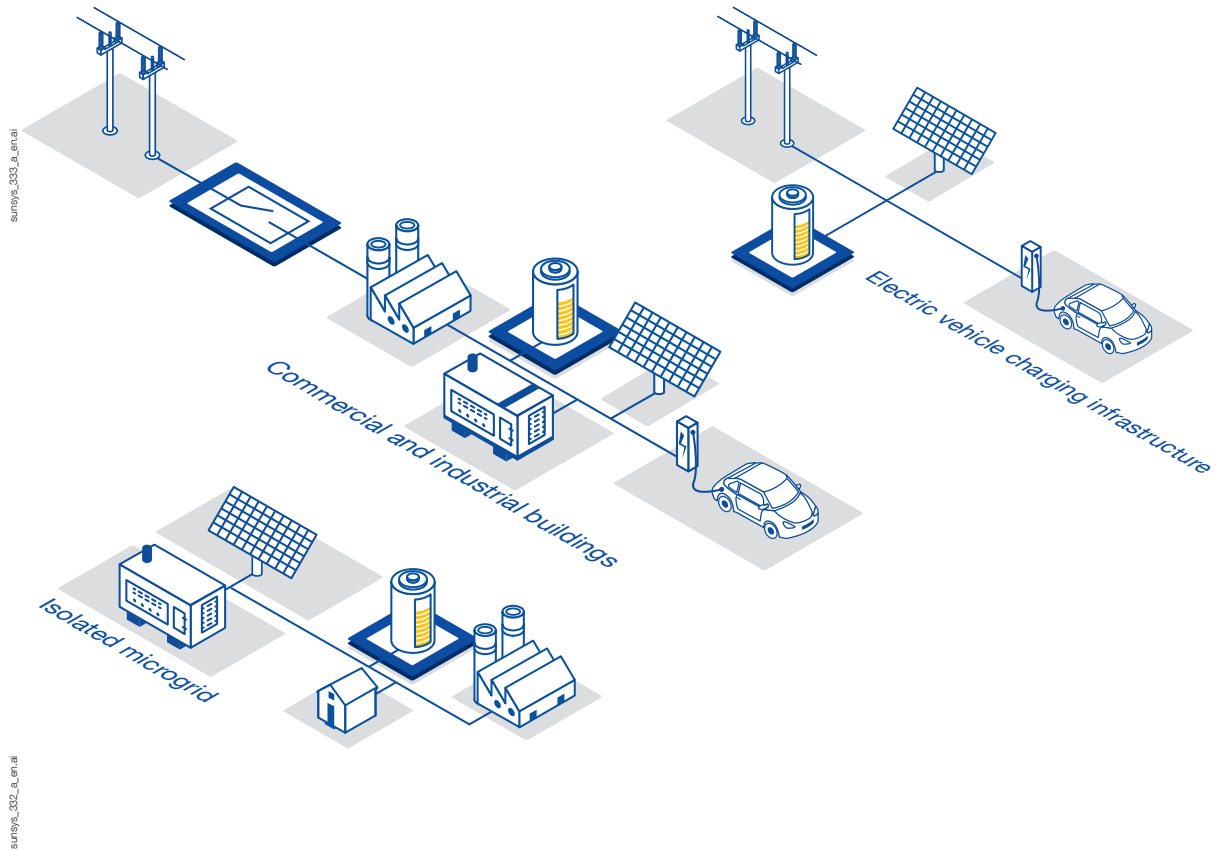 sunsys_333_a_en.ai
Electric vehicle charging infrastructure
Commercial and industrial buildings
Isolated microgrid
sunsys_332_a_en.ai